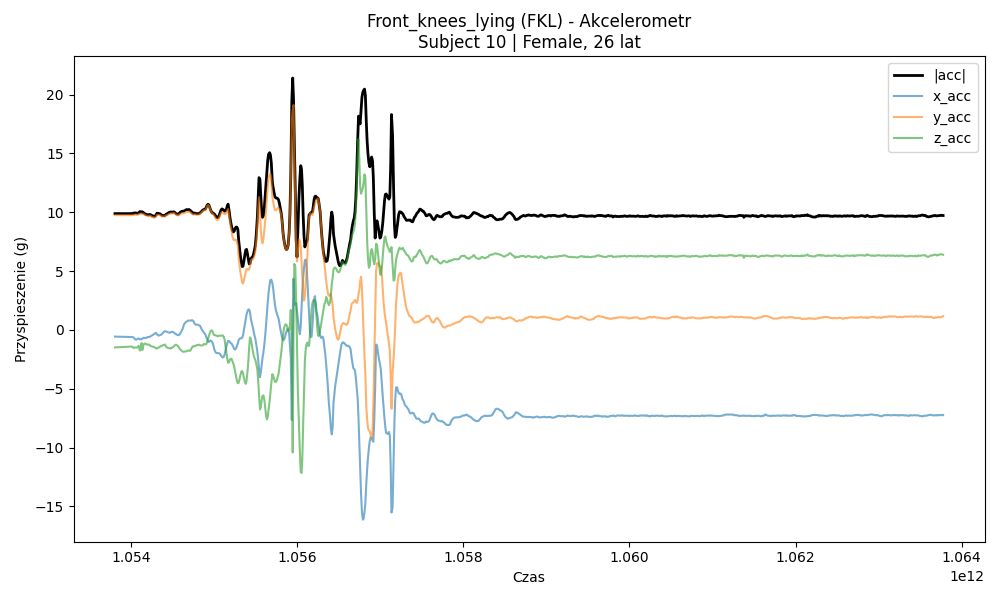 Front_knees_lying (FKL) - Akcelerometr
Subject 10 | Female, 26 lat
|acc|
x_acc
y_acc
z_acc
Przyspieszenie (g)
20
15
10
5
0
−5
−10
−15
1.054
1.056
1.058
1.060
1.062
1.064
1e12
Czas